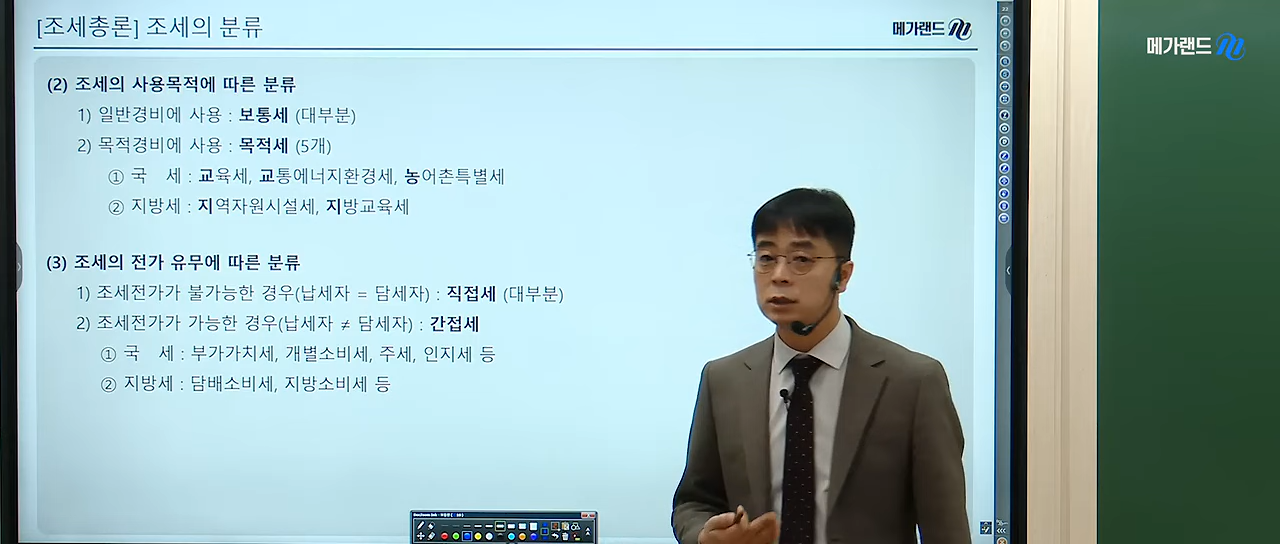 [조세총론] 조세의 분류
메가랜드
메가랜드
(2) 조세의 사용목적에 따른 분류
1) 일반경비에 사용 : 보통세 (대부분)
2) 목적경비에 사용 : 목적세 (5개)
① 국 세 : 교육세, 교통에너지환경세, 농어촌특별세
② 지방세 : 지역자원시설세, 지방교육세
(3) 조세의 전가 유무에 따른 분류
1) 조세전가가 불가능한 경우(납세자 = 담세자) : 직접세 (대부분)
2) 조세전가가 가능한 경우(납세자 ≠ 담세자) : 간접세
① 국 세 : 부가가치세, 개별소비세, 주세, 인지세 등
② 지방세 : 담배소비세, 지방소비세 등